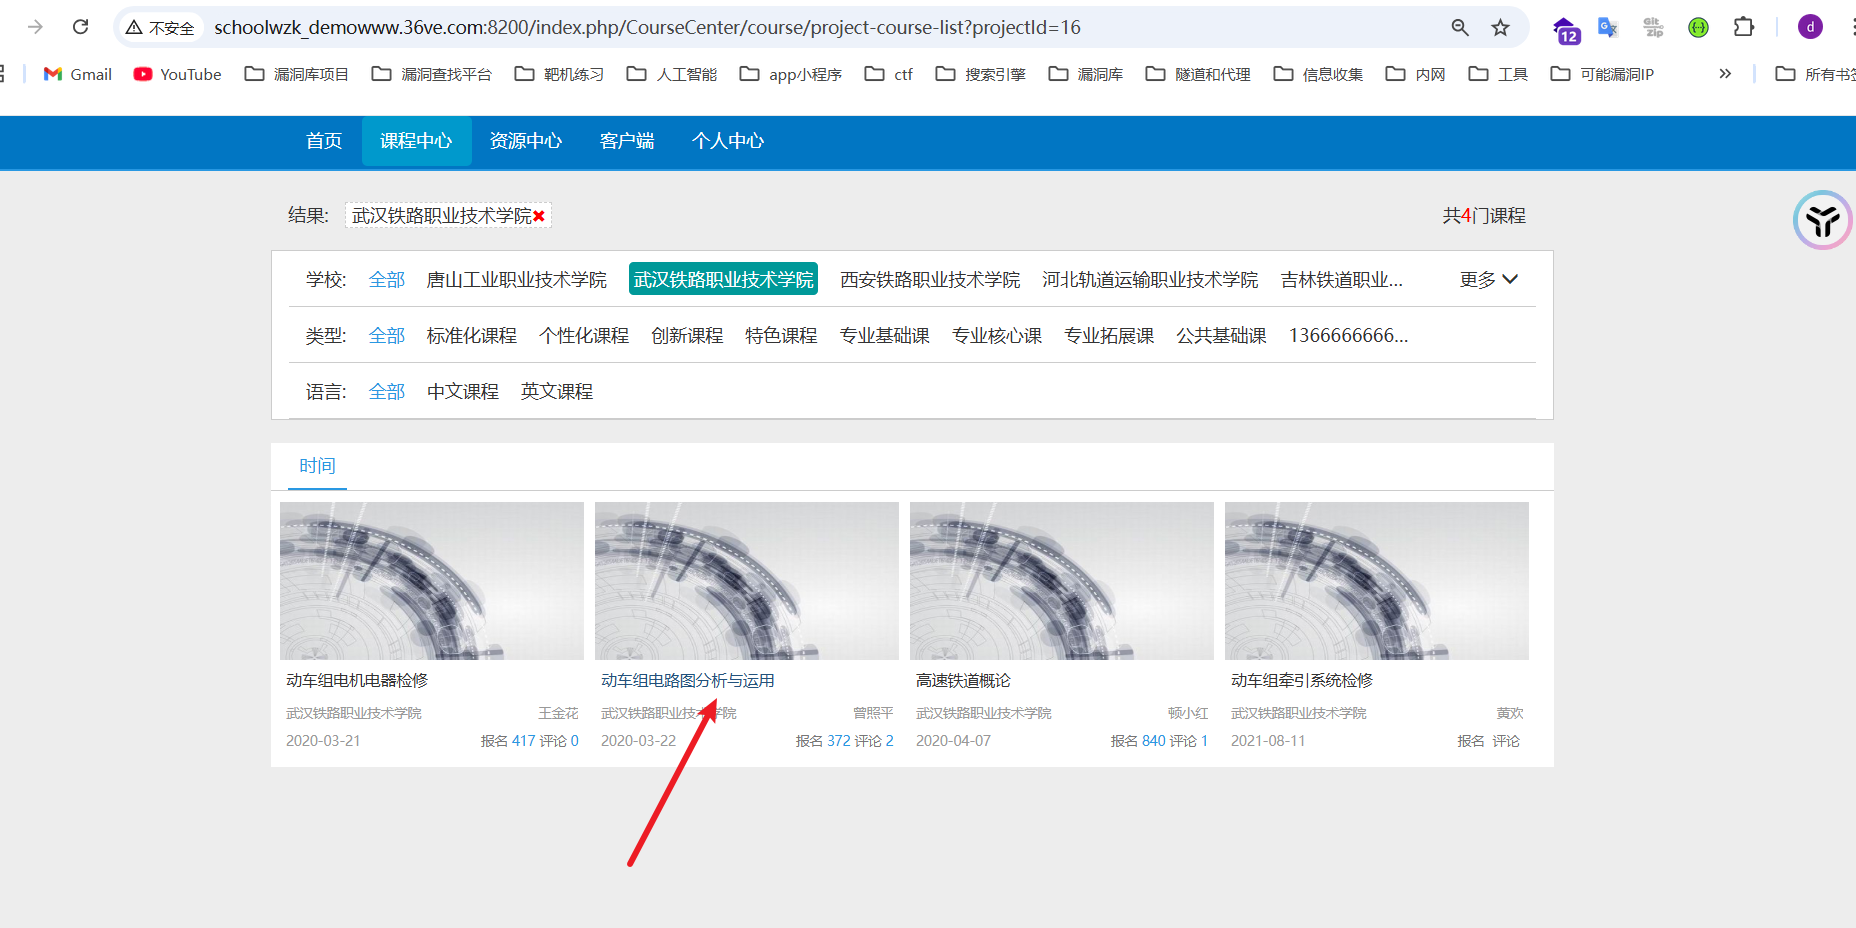 不安全 schoolwzk_demowww.36ve.com:8200/index.php/CourseCenter/course/project-course-list?projectId=16 12 Git zip d
Gmail YouTube 漏洞库项目 漏洞查找平台 靶机练习 人工智能 app小程序 ctf 搜索引擎 漏洞库 隧道和代理 信息收集 内网 工具 可能漏洞IP » 所有书签
首页 课程中心 资源中心 客户端 个人中心
结果: 武汉铁路职业技术学院 共4门课程
学校: 全部 唐山工业职业技术学院 武汉铁路职业技术学院 西安铁路职业技术学院 河北轨道运输职业技术学院 吉林铁道职业... 更多
类型: 全部 标准化课程 个性化课程 创新课程 特色课程 专业基础课 专业核心课 专业拓展课 公共基础课 1366666666...
语言: 全部 中文课程 英文课程
时间
动车组电机电器检修
武汉铁路职业技术学院 王金花
2020-03-21 报名 417 评论 0
动车组电路图分析与运用
武汉铁路职业技术学院 曾照平
2020-03-22 报名 372 评论 2
高速铁道概论
武汉铁路职业技术学院 顿小红
2020-04-07 报名 840 评论 1
动车组牵引系统检修
武汉铁路职业技术学院 黄欢
2021-08-11 报名 评论